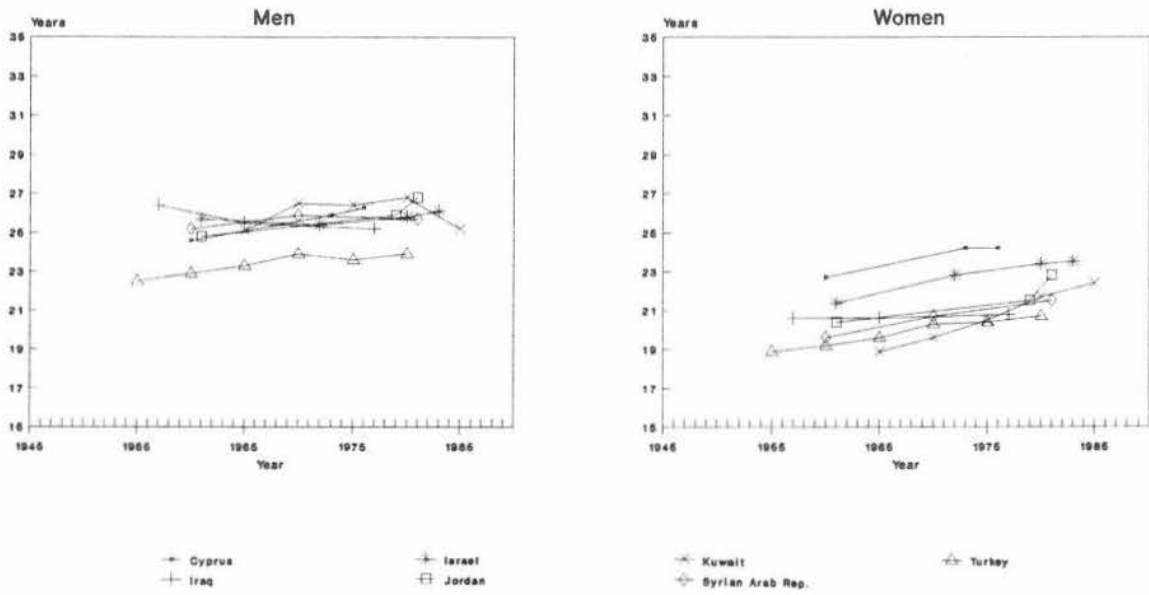 Men
Years
35
33
31
29
27
25
23
21
19
17
15
1945 1955 1965 1975 1985
Year
Women
Years
35
33
31
29
27
25
23
21
19
17
15
1945 1955 1965 1975 1985
Year
Cyprus Israel Kuwait Turkey
Iraq Jordan Syrian Arab Rep.